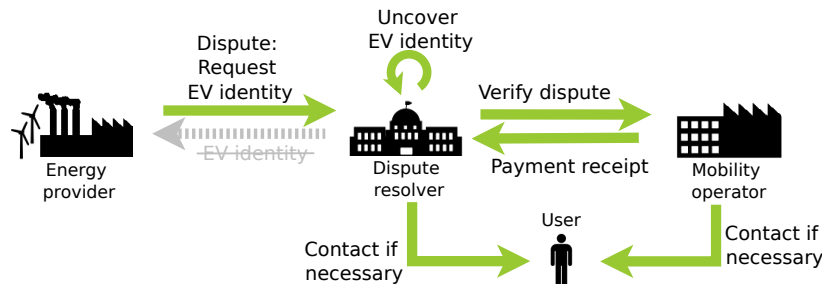 Uncover
EV identity
Dispute:
Request
EV identity
Verify dispute
EV identity
Energy
provider
Dispute
resolver
Payment receipt
Mobility
operator
User
Contact if
necessary
Contact if
necessary